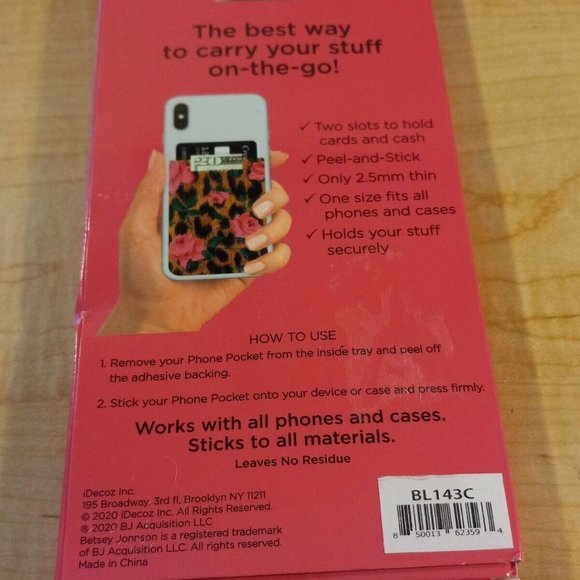 The best way
to carry your stuff
on-the-go!
✓ Two slots to hold
cards and cash
✓ Peel-and-Stick
✓ Only 2.5mm thin
✓ One size fits all
phones and cases
✓ Holds your stuff
securely
HOW TO USE
1. Remove your Phone Pocket from the inside tray and peel off
the adhesive backing.
2. Stick your Phone Pocket onto your device or case and press firmly.
Works with all phones and cases.
Sticks to all materials.
Leaves No Residue
iDecoz Inc.
195 Broadway. 3rd fl, Brooklyn NY 11211
© 2020 iDecoz Inc. All Rights Reserved.
® 2020 BJ Acquisition LLC
Betsey Johnson is a registered trademark
of BJ Acquisition LLC. All rights reserved.
Made in China
BL143C
8 50013 62359 4